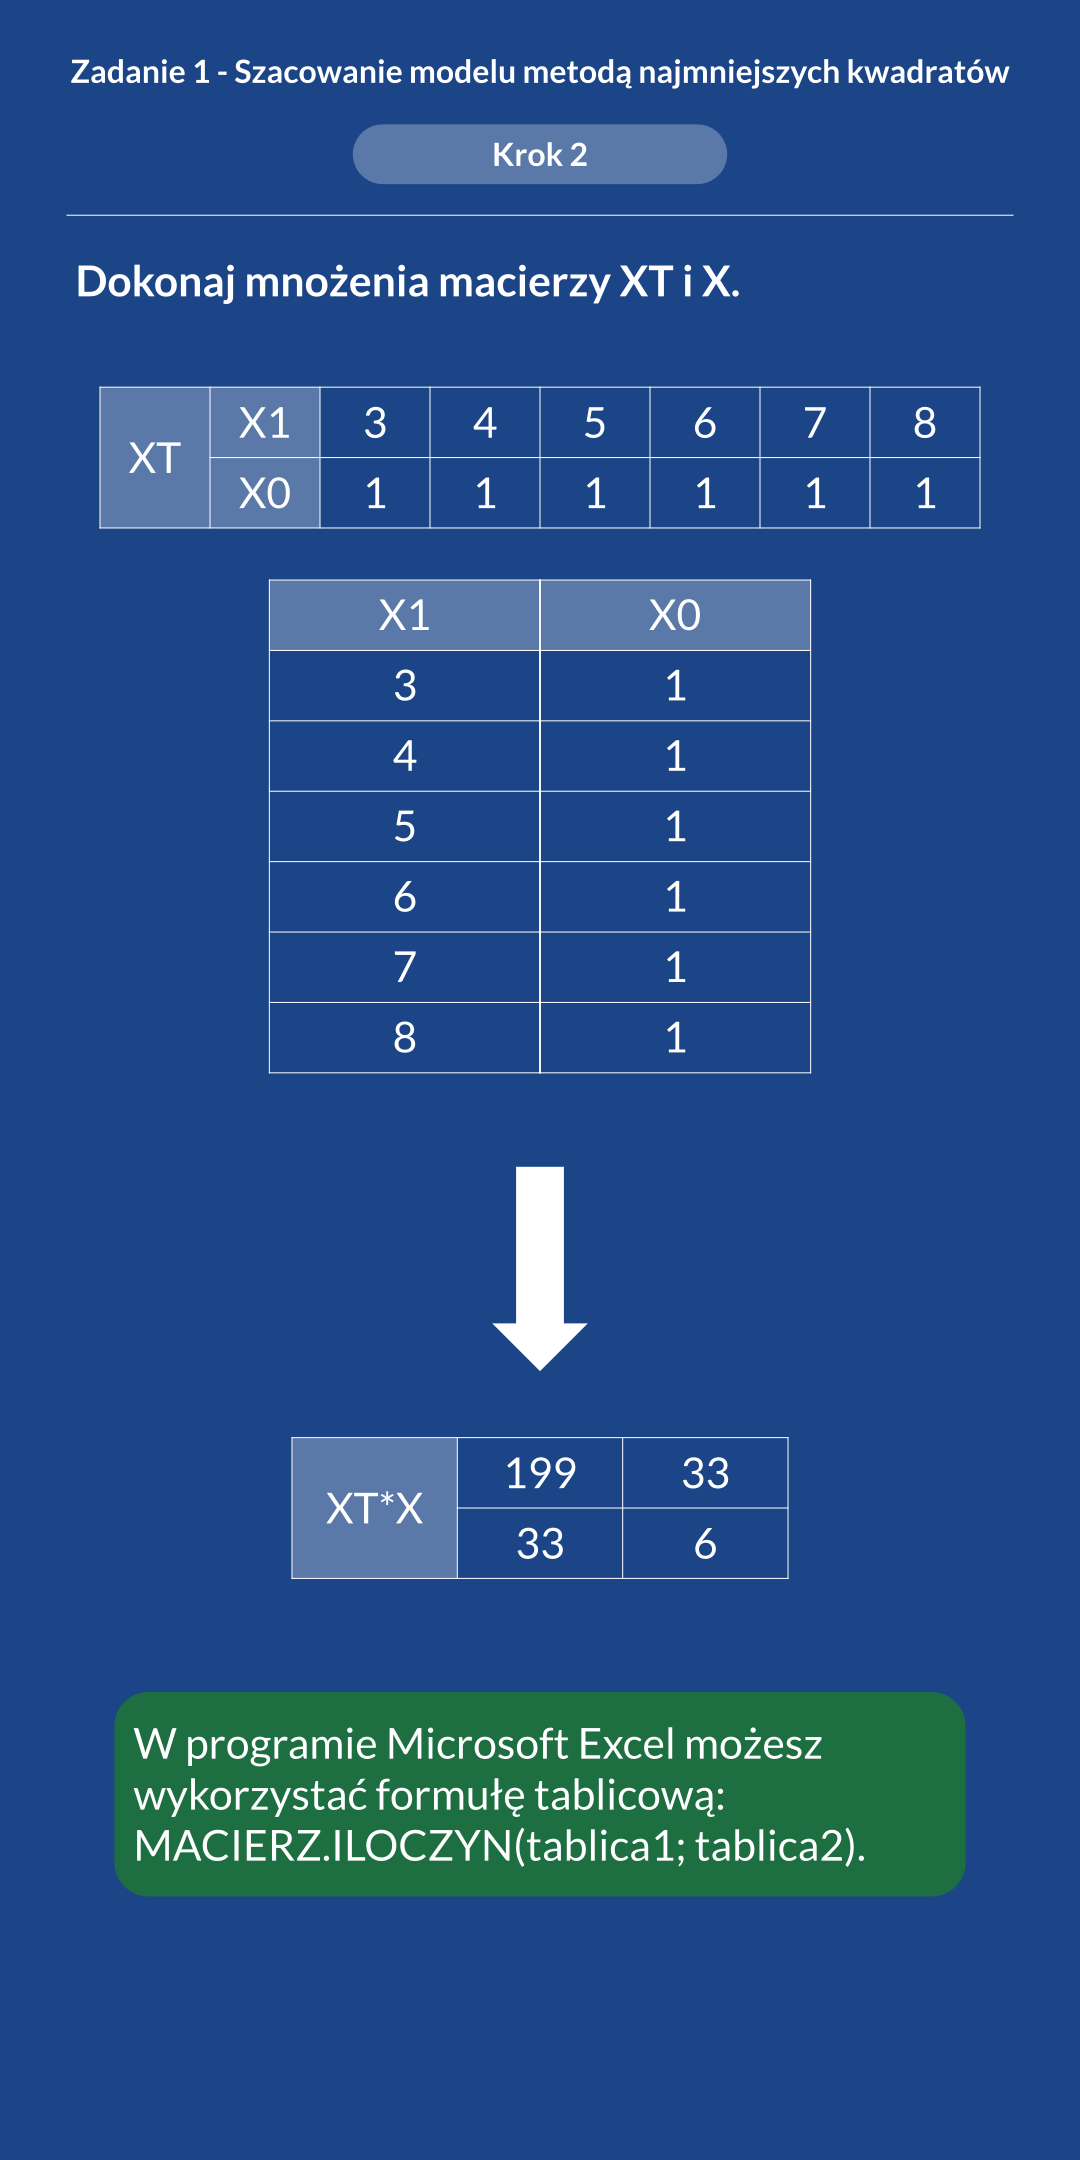 Zadanie 1 - Szacowanie modelu metodą najmniejszych kwadratów
Krok 2
Dokonaj mnożenia macierzy XT i X.
XT X1 3 4 5 6 7 8
X0 1 1 1 1 1 1
X1 X0
3 1
4 1
5 1
6 1
7 1
8 1
XT*X 199 33
33 6
W programie Microsoft Excel możesz
wykorzystać formułę tablicową:
MACIERZ.ILOCZYN(tablica1; tablica2).